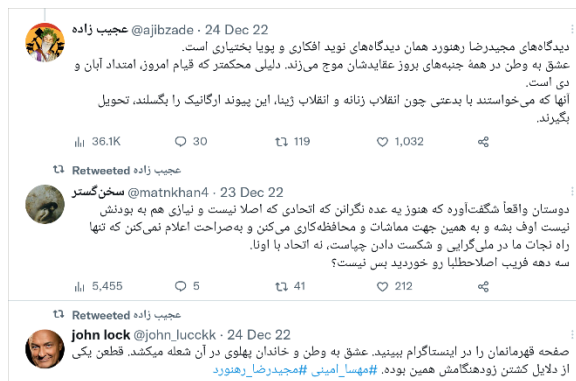 عجیب زاده @ajibzade · 24 Dec 22
دیدگاه‌های مجیدرضا رهنورد همان دیدگاه‌های نوید افکاری و پویا بختیاری است.
عشق به وطن در همهٔ جنبه‌های بروز عقایدشان موج می‌زند. دلیلی محکمتر که قیام امروز، امتداد آبان و
دی است.
آنها که می‌خواستند با بدعتی چون انقلاب زنانه و انقلاب ژینا، این پیوند ارگانیک را بگسلند، تحویل
بگیرند.
36.1K 30 119 1,032
عجیب زاده Retweeted
سخن‌گستر @matnkhan4 · 23 Dec 22
دوستان واقعاً شگفت‌آوره که هنوز یه عده نگرانن که اتحادی که اصلا نیست و نیازی هم به بودنش
نیست اوف بشه و به همین جهت مماشات و محافظه‌کاری می‌کنن و به‌صراحت اعلام نمی‌کنن که تنها
راه نجات ما در ملی‌گرایی و شکست دادن چپاست، نه اتحاد با اونا.
سه دهه فریب اصلاحطلبا رو خوردید بس نیست؟
5,455 5 41 212
عجیب زاده Retweeted
john lock @john_lucckk · 24 Dec 22
صفحه قهرمانمان را در اینستاگرام ببینید. عشق به وطن و خاندان پهلوی در آن شعله میکشد. قطعن یکی
از دلایل کشتن زودهنگامش همین بوده. #مهسا_امینی #مجیدرضا_رهنورد